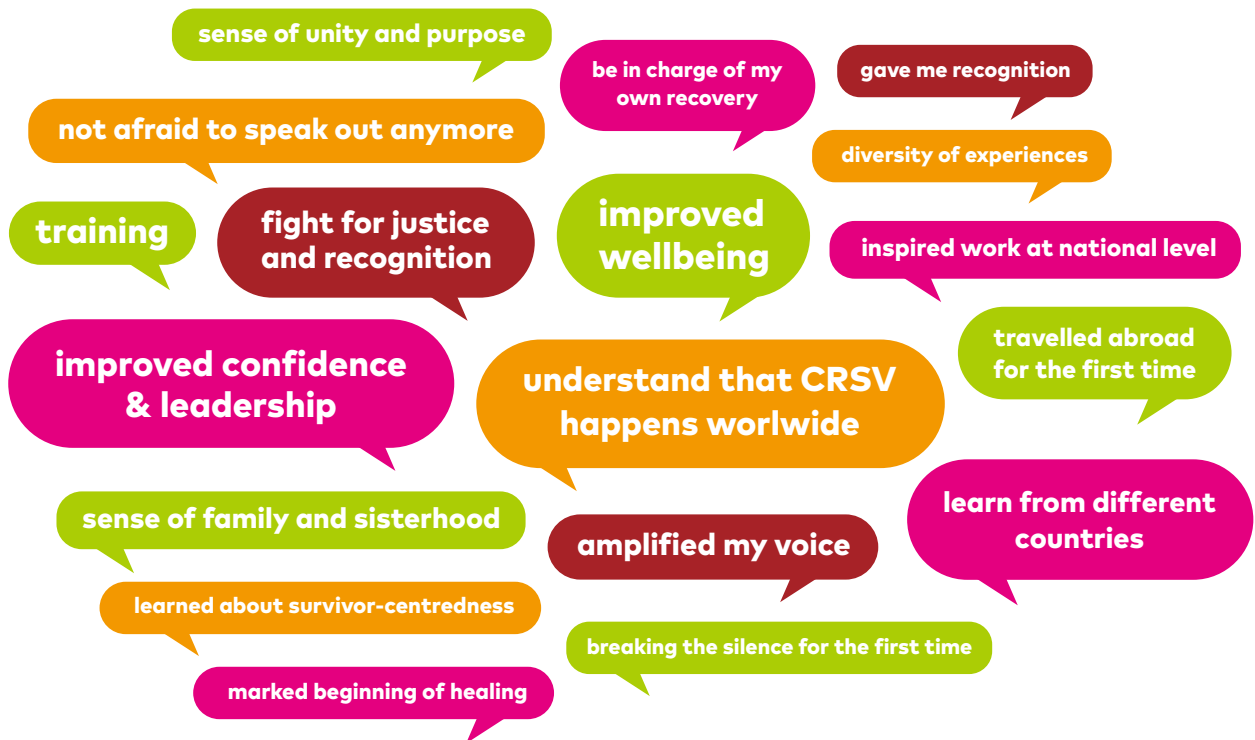 sense of unity and purpose
be in charge of my
own recovery
gave me recognition
not afraid to speak out anymore
diversity of experiences
training
fight for justice
and recognition
improved
wellbeing
inspired work at national level
improved confidence
& leadership
understand that CRSV
happens worlwide
travelled abroad
for the first time
sense of family and sisterhood
amplified my voice
learn from different
countries
learned about survivor-centredness
breaking the silence for the first time
marked beginning of healing